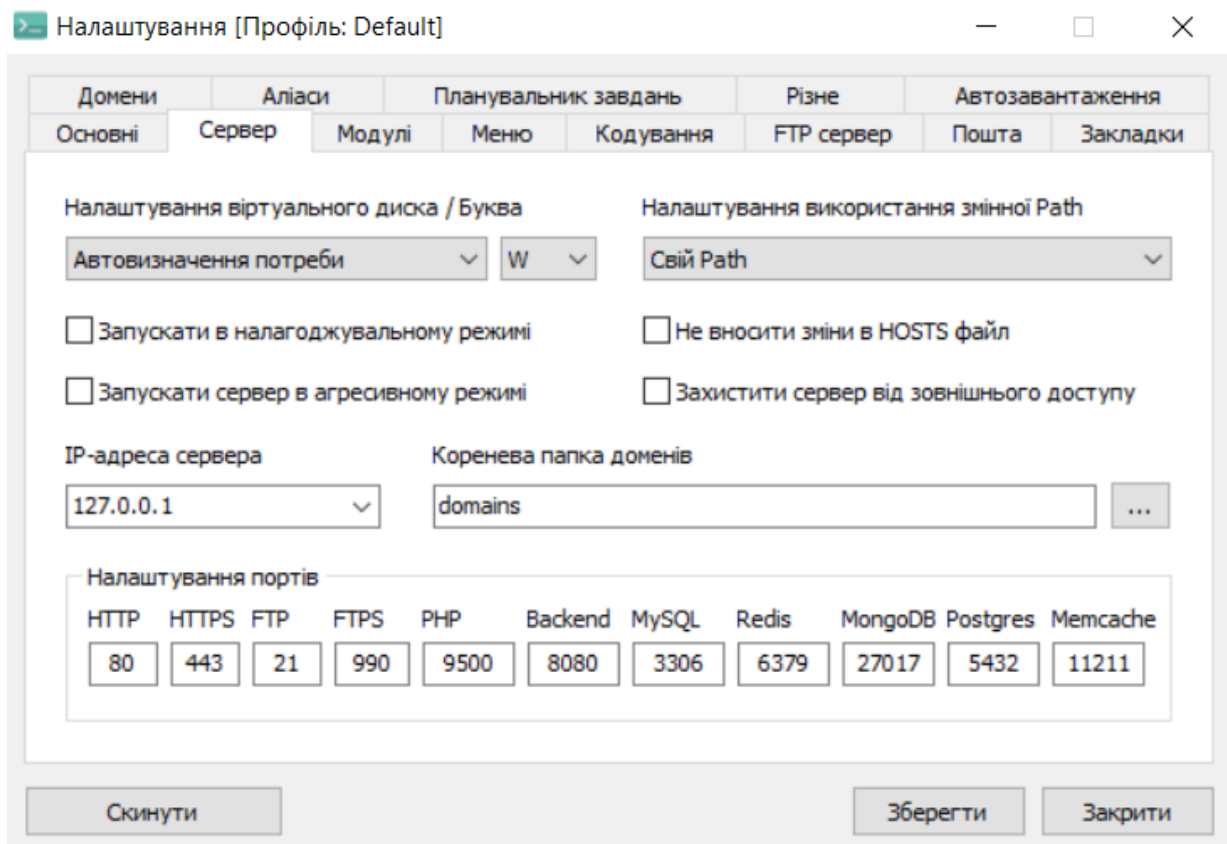 Налаштування [Профіль: Default]
Домени Аліаси Планувальник завдань Різне Автозавантаження
Основні Сервер Модулі Меню Кодування FTP сервер Пошта Закладки
Налаштування віртуального диска / Буква Налаштування використання змінної Path
Автовизначення потреби W Свій Path
Запускати в налагоджувальному режимі Не вносити зміни в HOSTS файл
Запускати сервер в агресивному режимі Захистити сервер від зовнішнього доступу
IP-адреса сервера Коренева папка доменів
127.0.0.1 domains ...
Налаштування портів
HTTP HTTPS FTP FTPS PHP Backend MySQL Redis MongoDB Postgres Memcache
80 443 21 990 9500 8080 3306 6379 27017 5432 11211
Скинути Зберегти Закрити